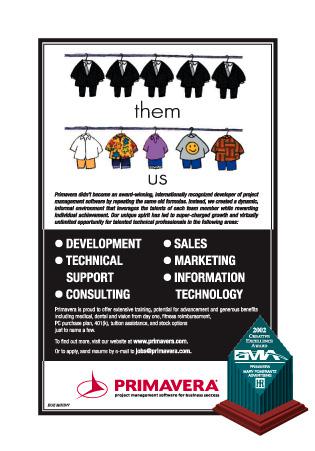 them
us
Primavera didn't become an award-winning, internationally recognized developer of project
management software by repeating the same old formulas. Instead, we created a dynamic,
informal environment that leverages the talents of each team member while rewarding
individual achievement. Our unique spirit has led to super-charged growth and virtually
unlimited opportunity for talented technical professionals in the following areas:
● DEVELOPMENT
● TECHNICAL
SUPPORT
● CONSULTING
● SALES
● MARKETING
● INFORMATION
TECHNOLOGY
Primavera is proud to offer extensive training, potential for advancement and generous benefits
including medical, dental and vision from day one, fitness reimbursement,
PC purchase plan, 401(k), tuition assistance, and stock options
just to name a few.
To find out more, visit our website at www.primavera.com.
Or to apply, send resume by e-mail to jobs@primavera.com.
PRIMAVERA
project management software for business success
2002
CREATIVE
EXCELLENCE
AWARD
PRIMAVERA
MARY POMERANTZ
ADVERTISING
HR